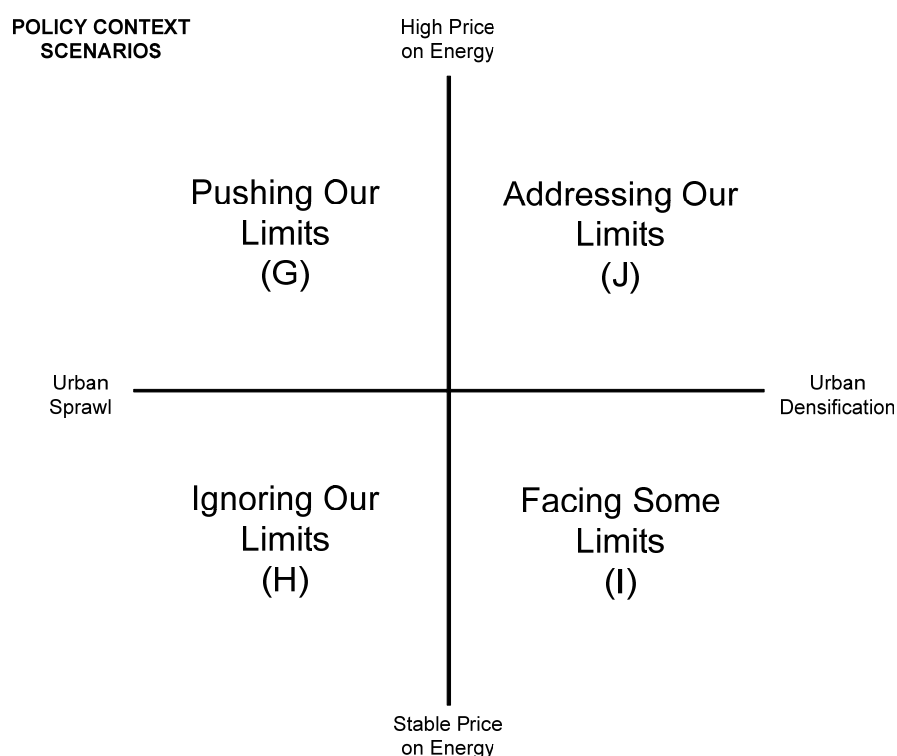 POLICY CONTEXT
SCENARIOS
High Price
on Energy
Pushing Our
Limits
(G)
Addressing Our
Limits
(J)
Urban
Sprawl
Urban
Densification
Ignoring Our
Limits
(H)
Facing Some
Limits
(I)
Stable Price
on Energy